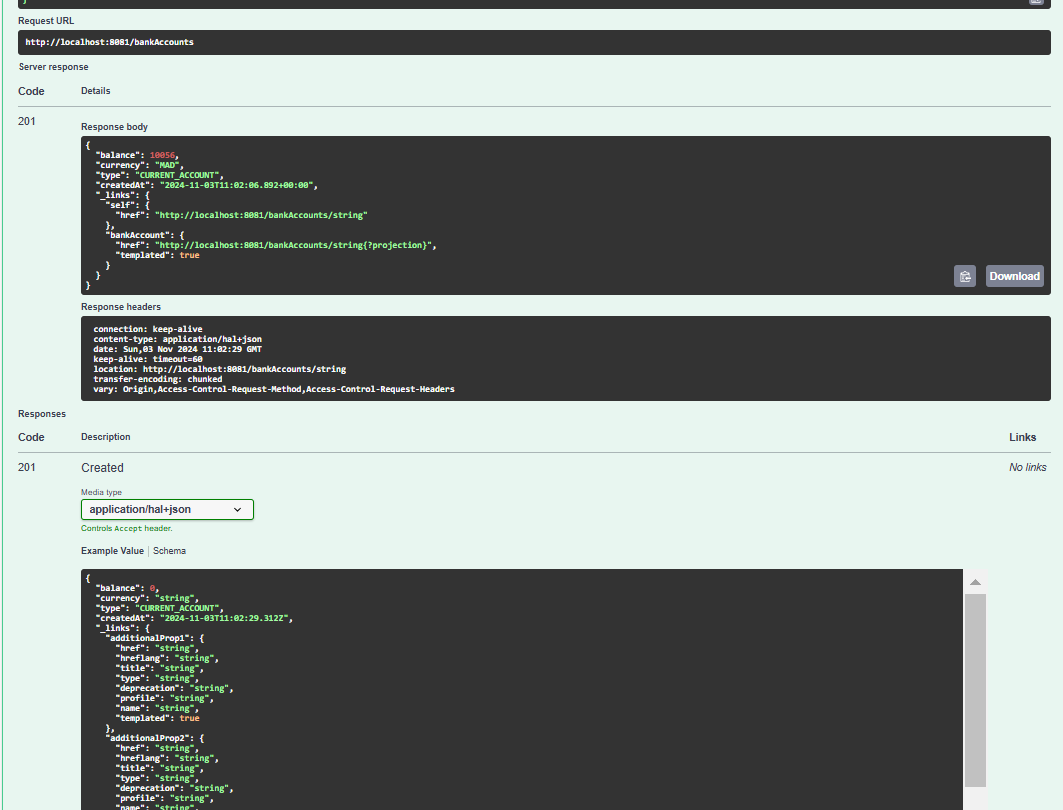 }
Request URL
http://localhost:8081/bankAccounts
Server response
Code Details
201
Response body
{
"balance": 10056,
"currency": "MAD",
"type": "CURRENT_ACCOUNT",
"createdAt": "2024-11-03T11:02:06.892+00:00",
"_links": {
"self": {
"href": "http://localhost:8081/bankAccounts/string"
},
"bankAccount": {
"href": "http://localhost:8081/bankAccounts/string{?projection}",
"templated": true
}
}
}
Download
Response headers
connection: keep-alive
content-type: application/hal+json
date: Sun,03 Nov 2024 11:02:29 GMT
keep-alive: timeout=60
location: http://localhost:8081/bankAccounts/string
transfer-encoding: chunked
vary: Origin,Access-Control-Request-Method,Access-Control-Request-Headers
Responses
Code Description Links
201 Created No links
Media type
application/hal+json
Controls Accept header.
Example Value Schema
{
"balance": 0,
"currency": "string",
"type": "CURRENT_ACCOUNT",
"createdAt": "2024-11-03T11:02:29.312Z",
"_links": {
"additionalProp1": {
"href": "string",
"hreflang": "string",
"title": "string",
"type": "string",
"deprecation": "string",
"profile": "string",
"name": "string",
"templated": true
},
"additionalProp2": {
"href": "string",
"hreflang": "string",
"title": "string",
"type": "string",
"deprecation": "string",
"profile": "string",
"name": "string",